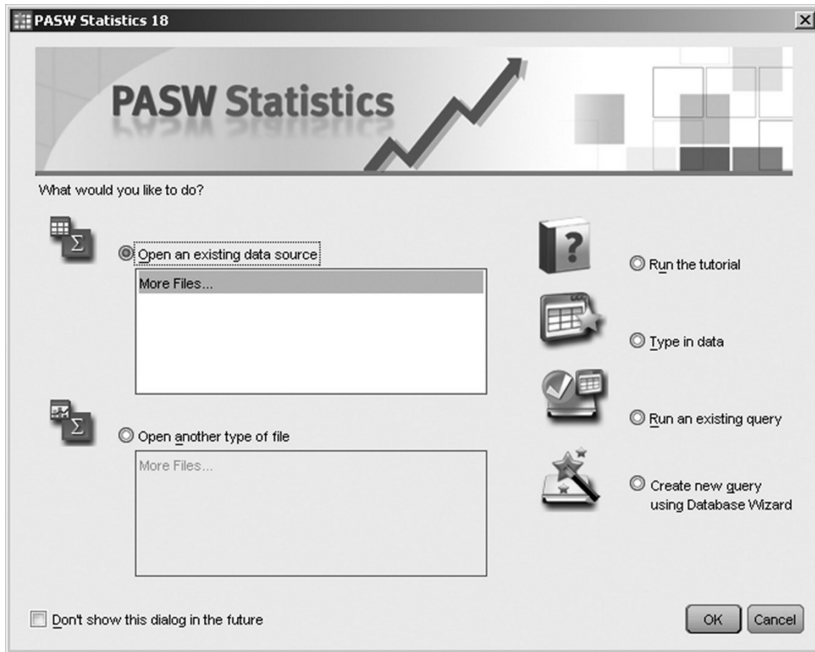 PASW Statistics 18
PASW Statistics
What would you like to do?
Open an existing data source
More Files...
Open another type of file
More Files...
Run the tutorial
Type in data
Run an existing query
Create new query
using Database Wizard
Don't show this dialog in the future
OK
Cancel